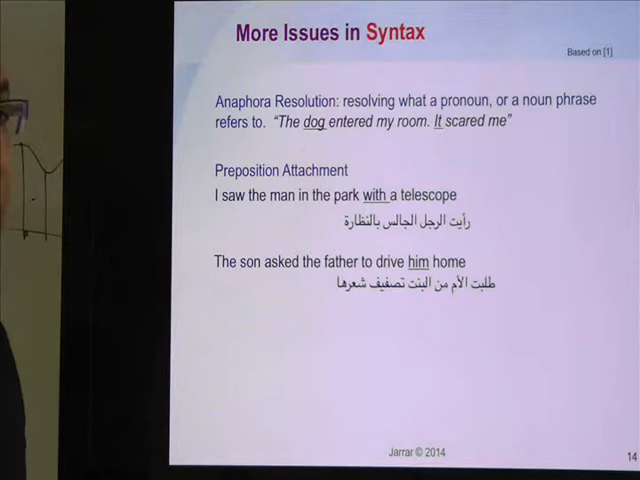 More Issues in Syntax
Based on [1]
Anaphora Resolution: resolving what a pronoun, or a noun phrase
refers to. “The dog entered my room. It scared me”
Preposition Attachment
I saw the man in the park with a telescope
رأيت الرجل الجالس بالنظارة
The son asked the father to drive him home
طلبت الأم من البنت تصفيف شعرها
Jarrar © 2014
14